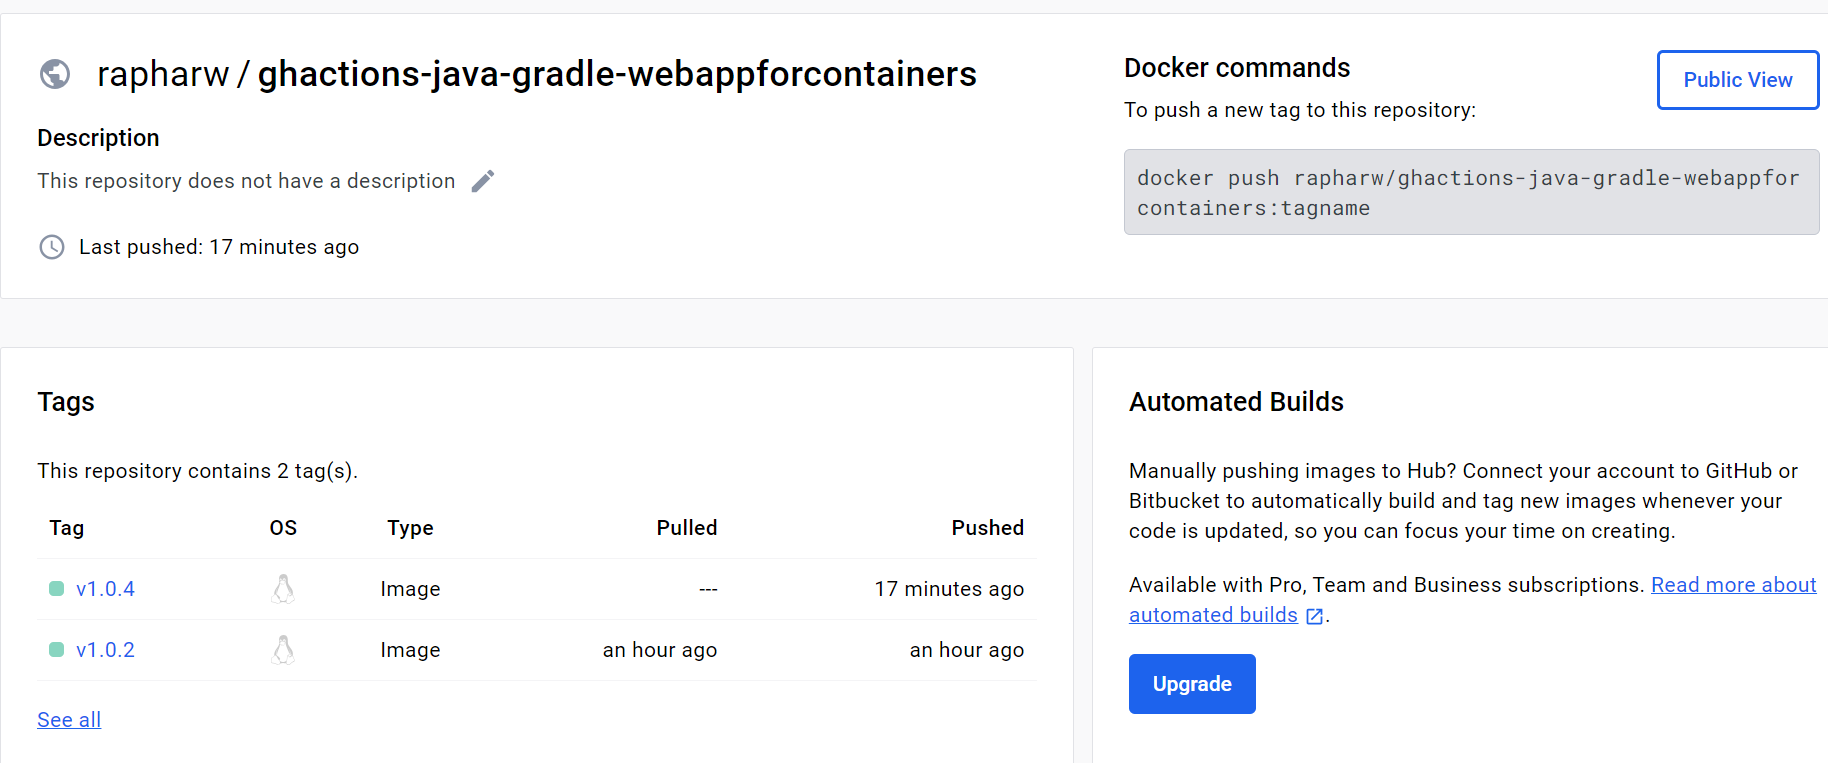 rapharw / ghactions-java-gradle-webappforcontainers
Description
This repository does not have a description
Last pushed: 17 minutes ago
Docker commands
Public View
To push a new tag to this repository:
docker push rapharw/ghactions-java-gradle-webappfor
containers:tagname
Tags
This repository contains 2 tag(s).
Tag OS Type Pulled Pushed
v1.0.4 Image --- 17 minutes ago
v1.0.2 Image an hour ago an hour ago
See all
Automated Builds
Manually pushing images to Hub? Connect your account to GitHub or
Bitbucket to automatically build and tag new images whenever your
code is updated, so you can focus your time on creating.
Available with Pro, Team and Business subscriptions. Read more about
automated builds .
Upgrade